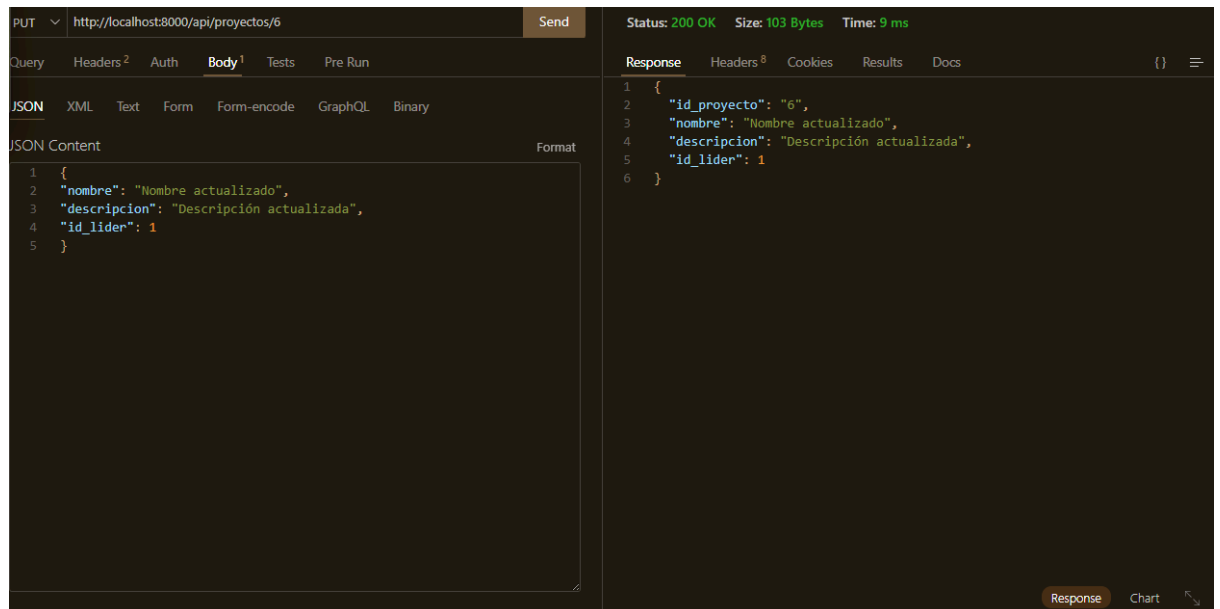 PUT http://localhost:8000/api/proyectos/6 Send
Query Headers 2 Auth Body 1 Tests Pre Run
JSON XML Text Form Form-encode GraphQL Binary
JSON Content Format
1 {
2 "nombre": "Nombre actualizado",
3 "descripcion": "Descripción actualizada",
4 "id_lider": 1
5 }
Status: 200 OK Size: 103 Bytes Time: 9 ms
Response Headers 8 Cookies Results Docs {}
1 {
2 "id_proyecto": "6",
3 "nombre": "Nombre actualizado",
4 "descripcion": "Descripción actualizada",
5 "id_lider": 1
6 }
Response Chart